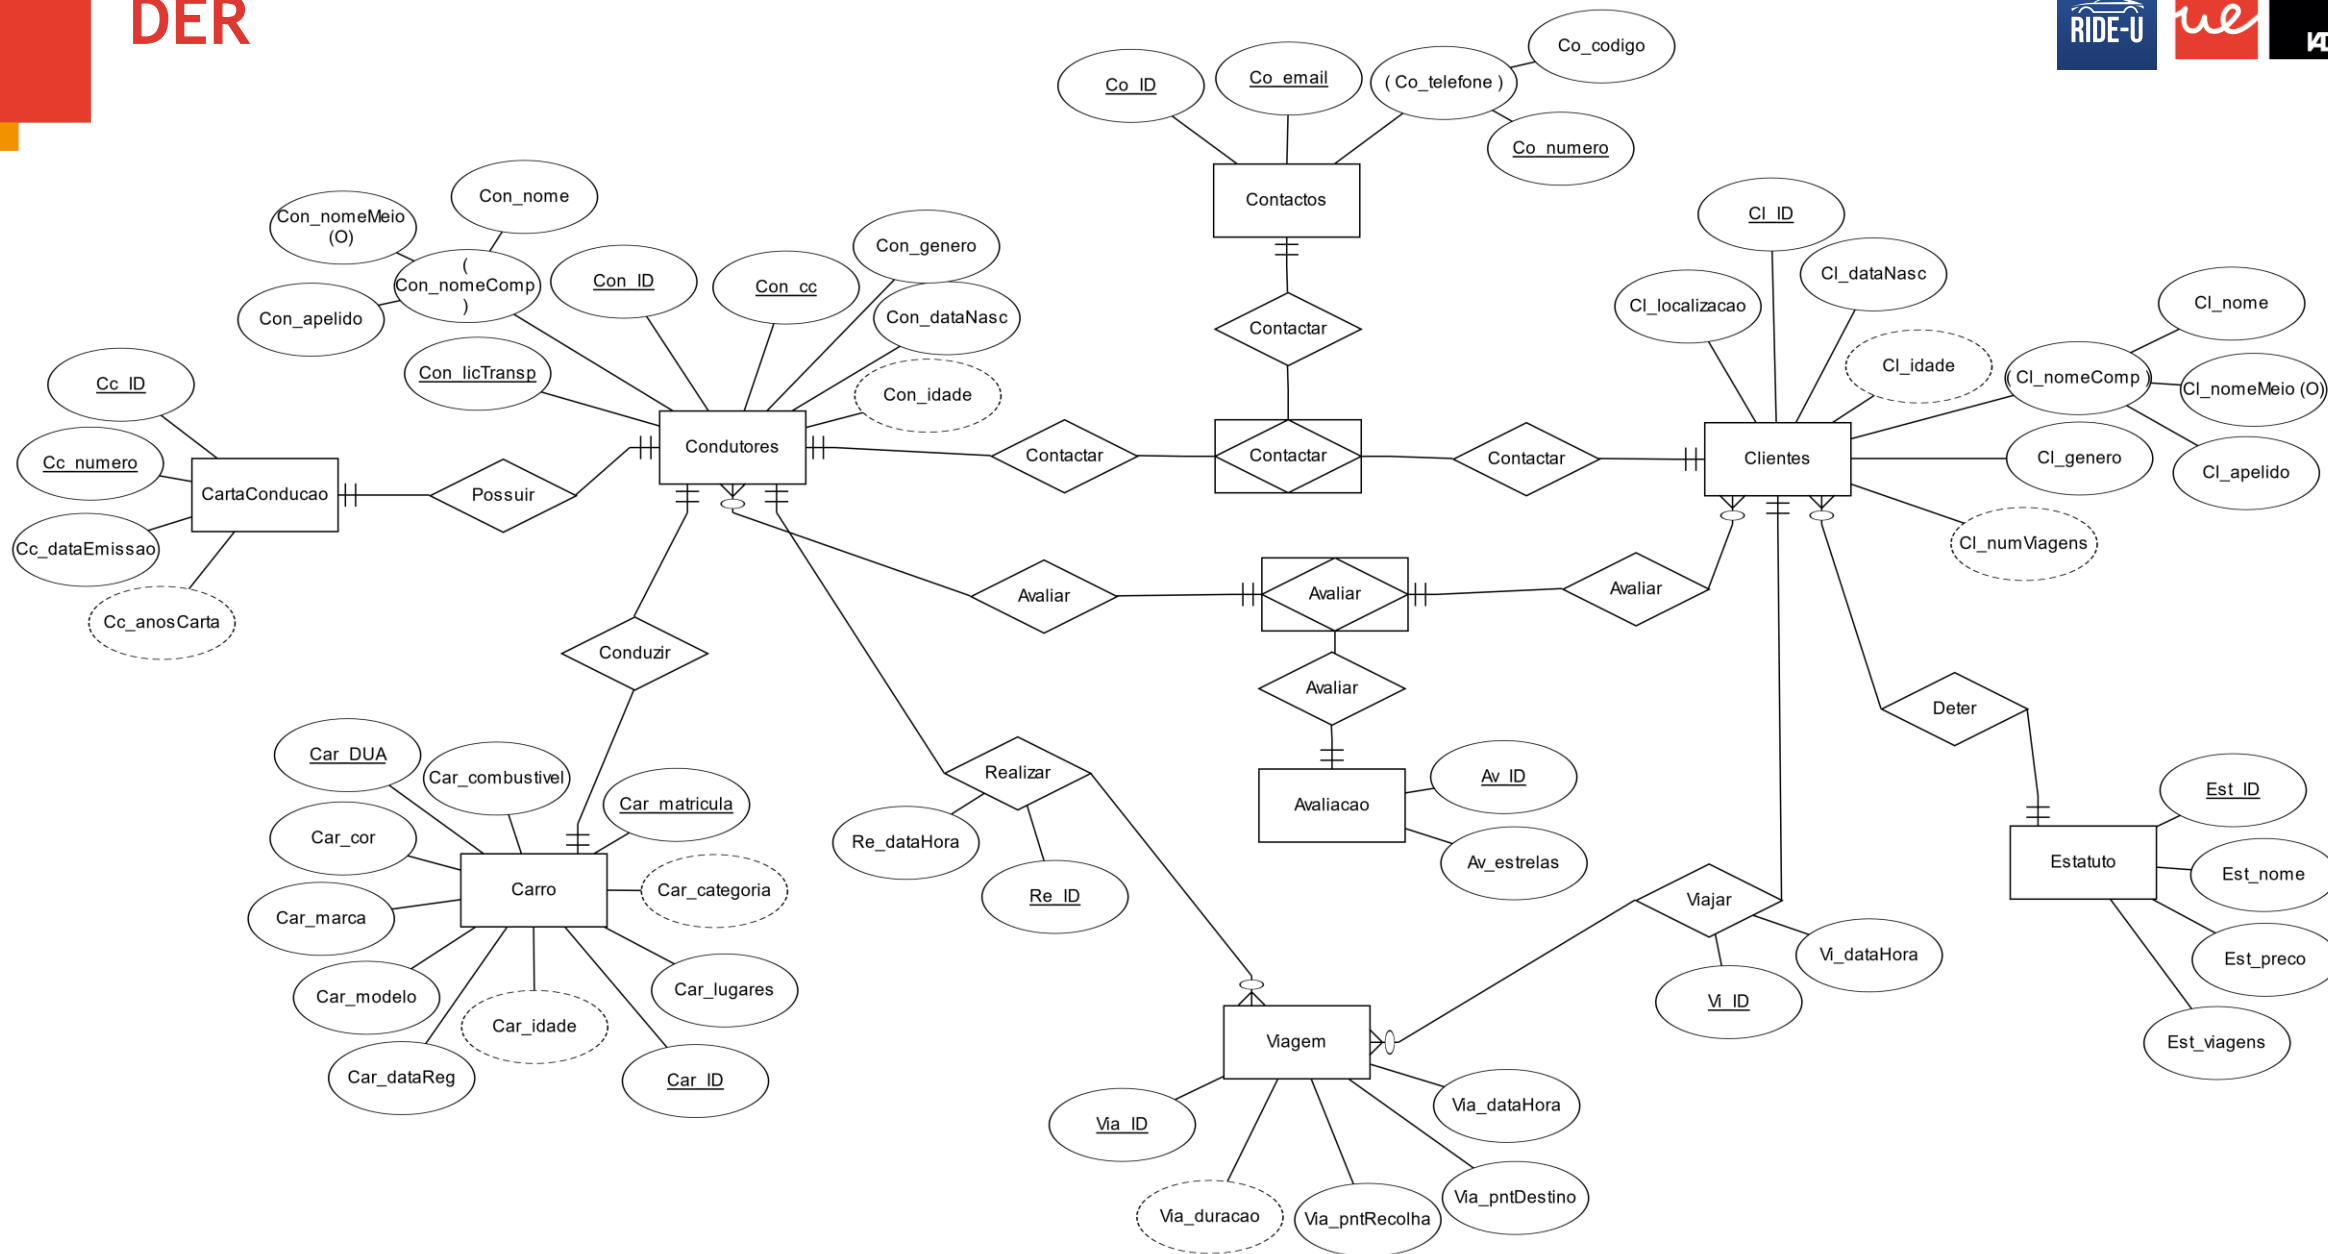 DER
RIDE-U
ue
Co_codigo
Co_ID
Co_email
( Co_telefone )
Co_numero
Contactos
Con_nome
Con_nomeMeio
(O)
(
Con_nomeComp
)
Con_apelido
Con_ID
Con_cc
Con_genero
Con_dataNasc
Con_idade
Con_licTransp
Condutores
Cl_ID
Cl_dataNasc
Cl_localizacao
Cl_idade
Cl_nome
( Cl_nomeComp )
Cl_nomeMeio (O)
Cl_apelido
Cl_genero
Cl_numViagens
Clientes
Contactar
Contactar
Contactar
Contactar
Cc_ID
Cc_numero
Cc_dataEmissao
Cc_anosCarta
CartaConducao
Possuir
Avaliar
Avaliar
Avaliar
Avaliar
Conduzir
Deter
Realizar
Re_dataHora
Re_ID
Avaliacao
Av_ID
Av_estrelas
Car_DUA
Car_combustivel
Car_matricula
Car_cor
Car_categoria
Car_marca
Carro
Car_modelo
Car_lugares
Car_idade
Car_dataReg
Car_ID
Viajar
Vi_dataHora
Vi_ID
Estatuto
Est_ID
Est_nome
Est_preco
Est_viagens
Viagem
Via_ID
Via_dataHora
Via_duracao
Via_pntRecolha
Via_pntDestino